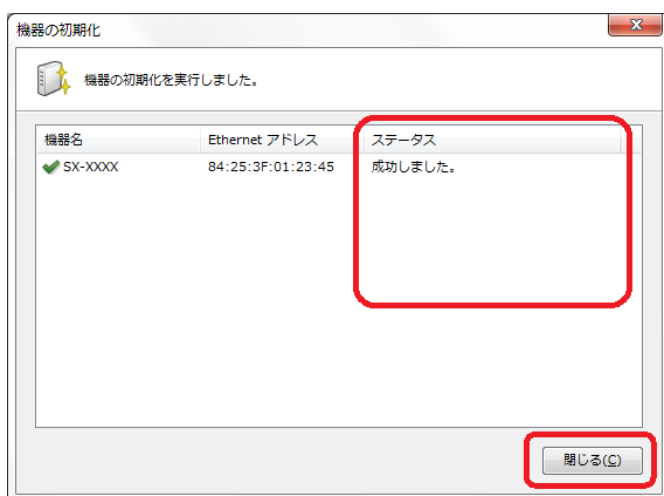 機器の初期化
機器の初期化を実行しました。
機器名 Ethernet アドレス ステータス
SX-XXXX 84:25:3F:01:23:45 成功しました。
閉じる(C)